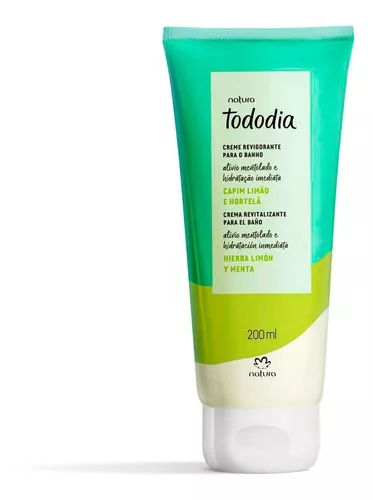 natura
tododia
CREME REVIGORANTE
PARA O BANHO
alívio mentolado e
hidratação imediata
CAPIM LIMÃO
E HORTELÃ
CREMA REVITALIZANTE
PARA EL BAÑO
alivio mentolado e
hidratación inmediata
HIERBA LIMÓN
Y MENTA
200 ml
natura